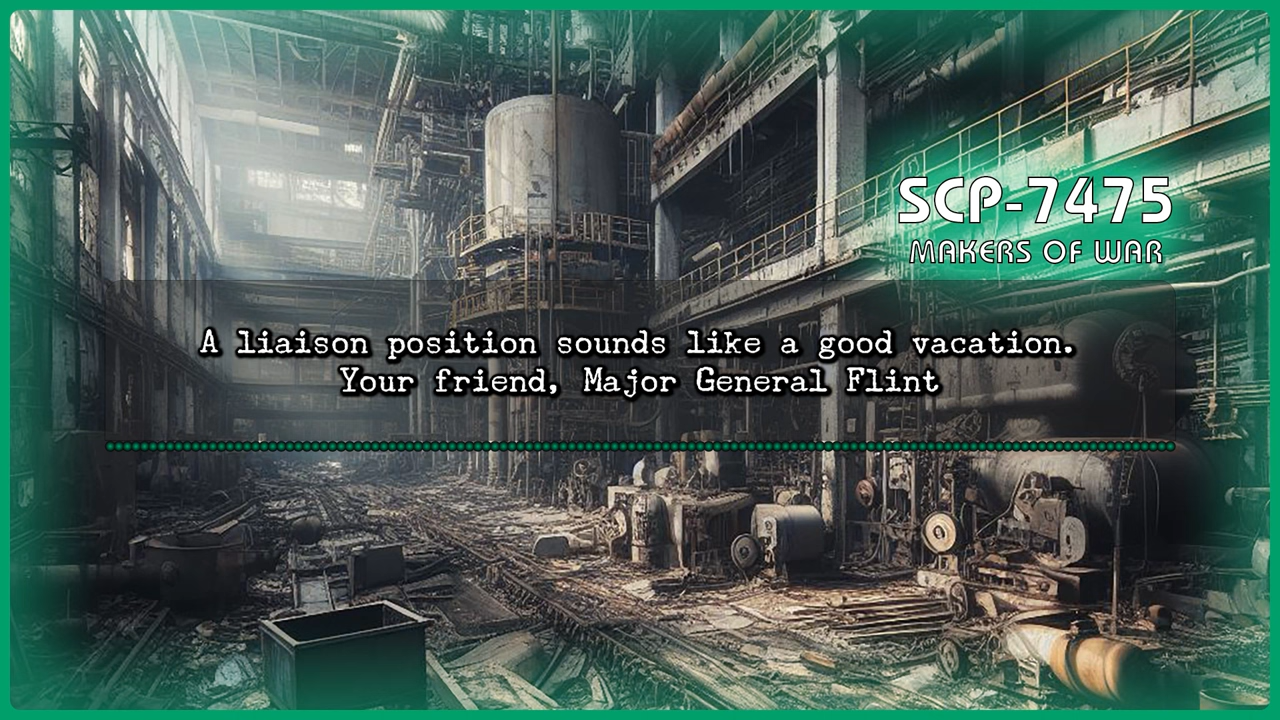 SCP-7475
MAKERS OF WAR
A liaison position sounds like a good vacation.
Your friend, Major General Flint